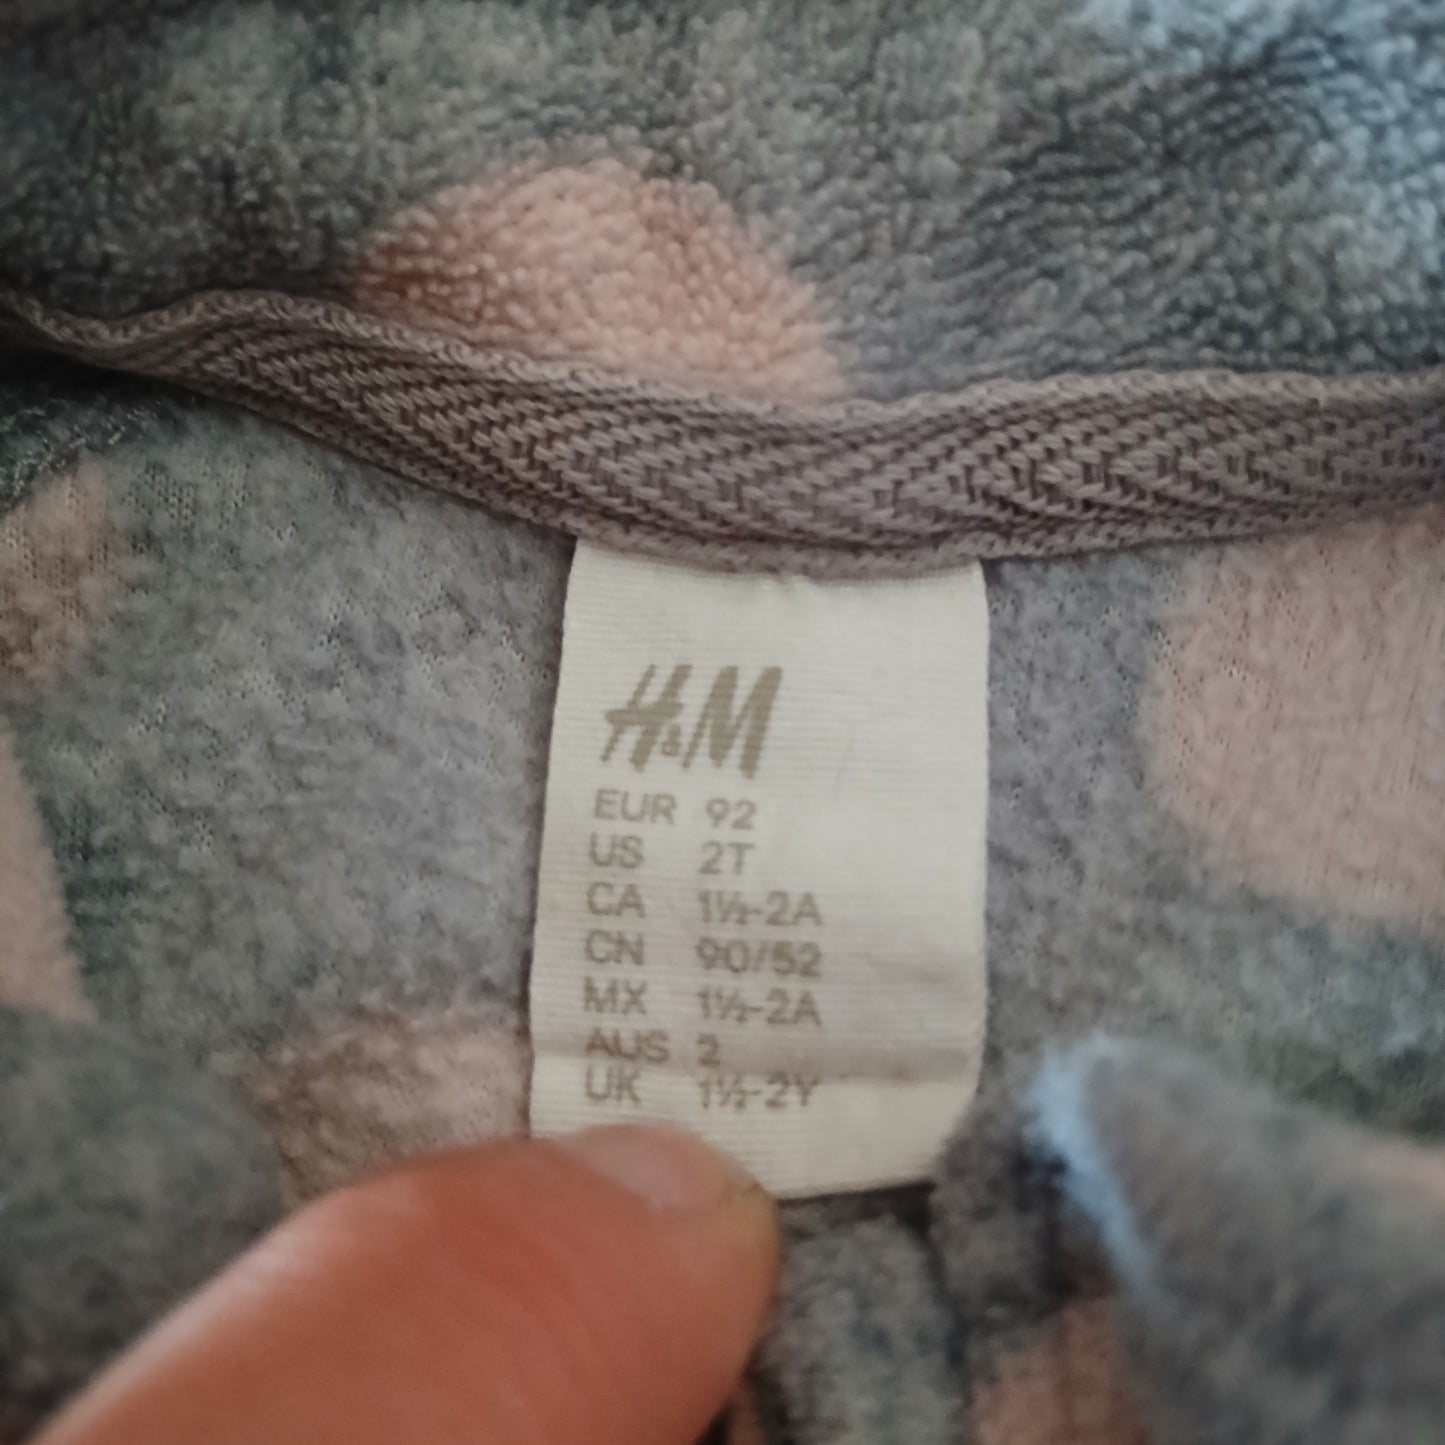 H&M
EUR 92
US 2T
CA 1½-2A
CN 90/52
MX 1½-2A
AUS 2
UK 1½-2Y